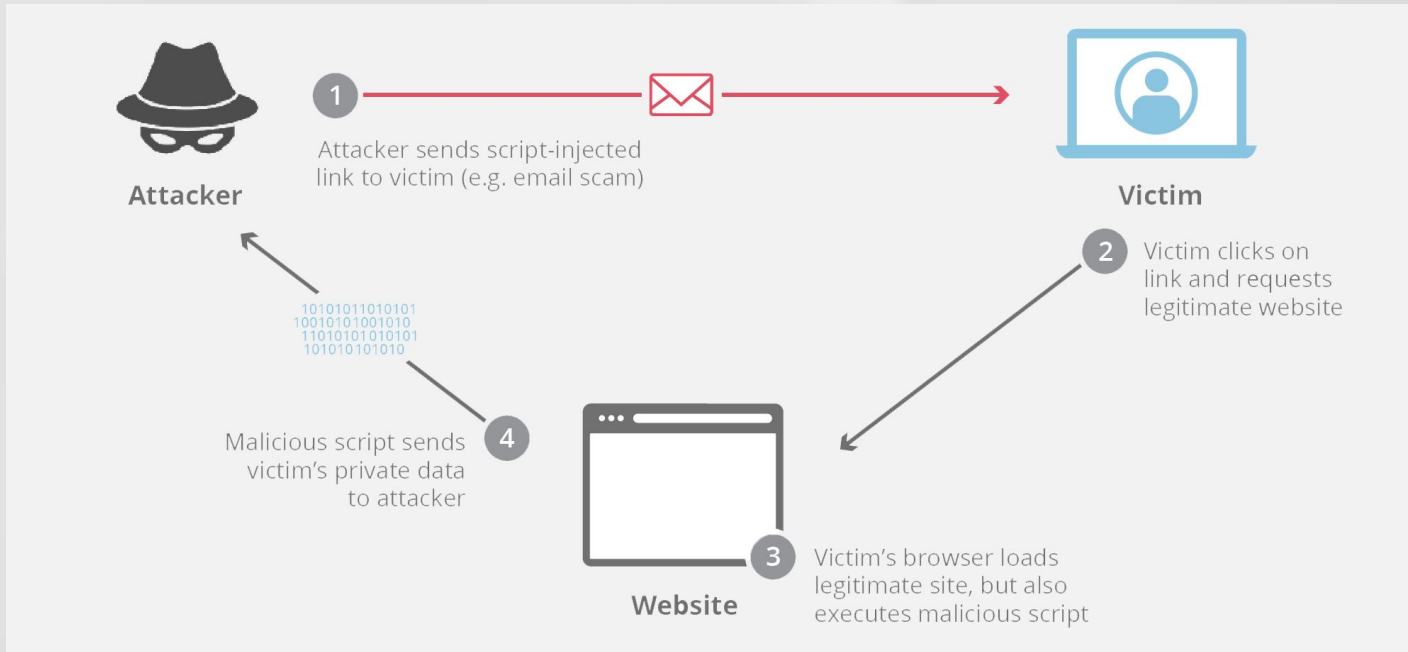 1
Attacker sends script-injected
link to victim (e.g. email scam)
Attacker
Victim
2
Victim clicks on
link and requests
legitimate website
10101011010101
10010101001010
11010101010101
101010101010
4
Malicious script sends
victim's private data
to attacker
3
Victim's browser loads
legitimate site, but also
executes malicious script
Website